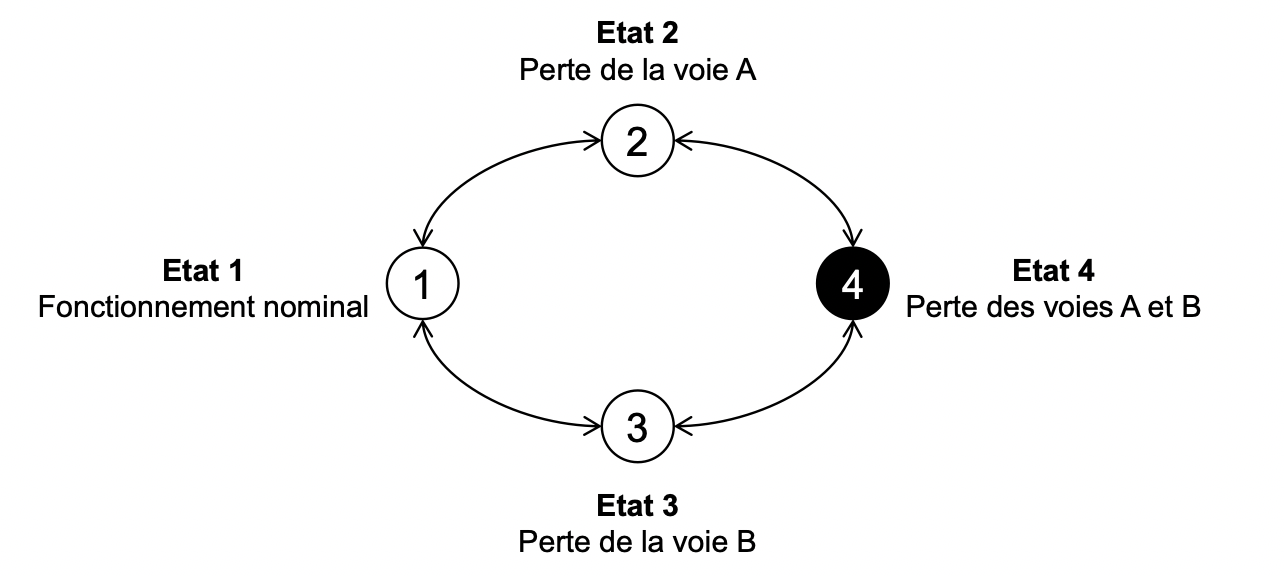 Etat 2
Perte de la voie A
2
Etat 1
Fonctionnement nominal
1
4
Etat 4
Perte des voies A et B
3
Etat 3
Perte de la voie B